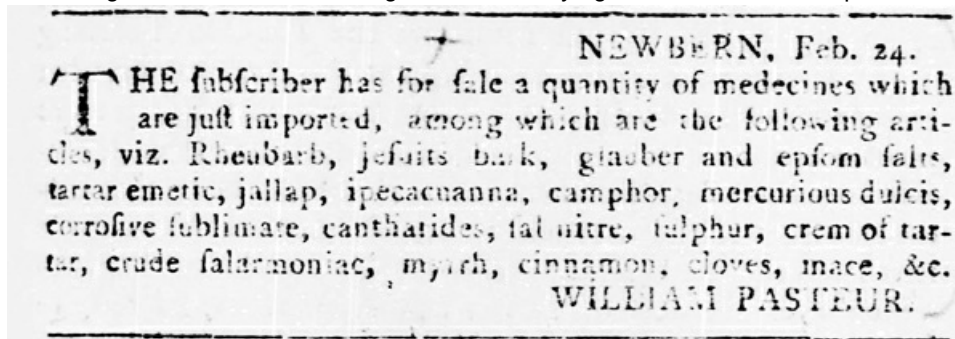 NEWBERN, Feb. 24.
THE ſubſcriber has for ſale a quantity of medecines which
are juſt imported, among which are the following arti-
cles, viz. Rheubarb, jeſuits bark, glauber and epſom ſalts,
tartar emetic, jallap, ipecacuanna, camphor, mercurious dulcis,
corroſive ſublimate, cantharides, ſal nitre, ſulphur, crem of tar-
tar, crude ſalarmoniac, myrrh, cinnamon, cloves, mace, &c.
WILLIAM PASTEUR.